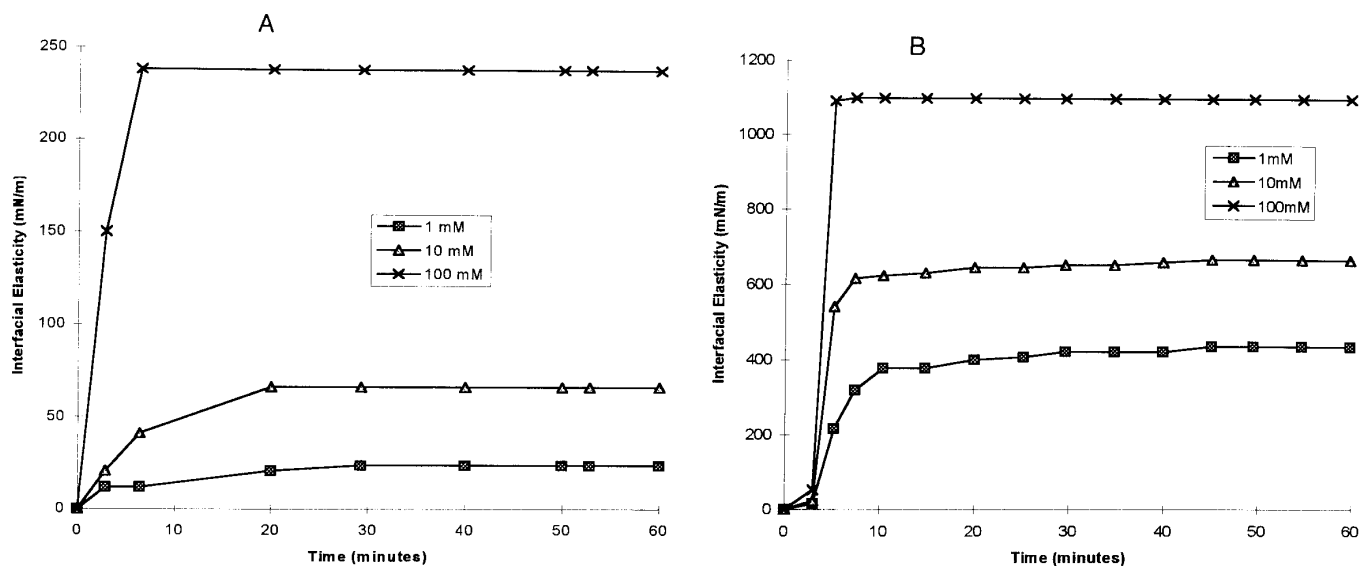 A
Interfacial Elasticity (mN/m)
250
200
150
100
50
0
1 mM
10 mM
100 mM
0 10 20 30 40 50 60
Time (minutes)
B
Interfacial Elasticity (mN/m)
1200
1000
800
600
400
200
0
1mM
10mM
100mM
0 10 20 30 40 50 60
Time (minutes)